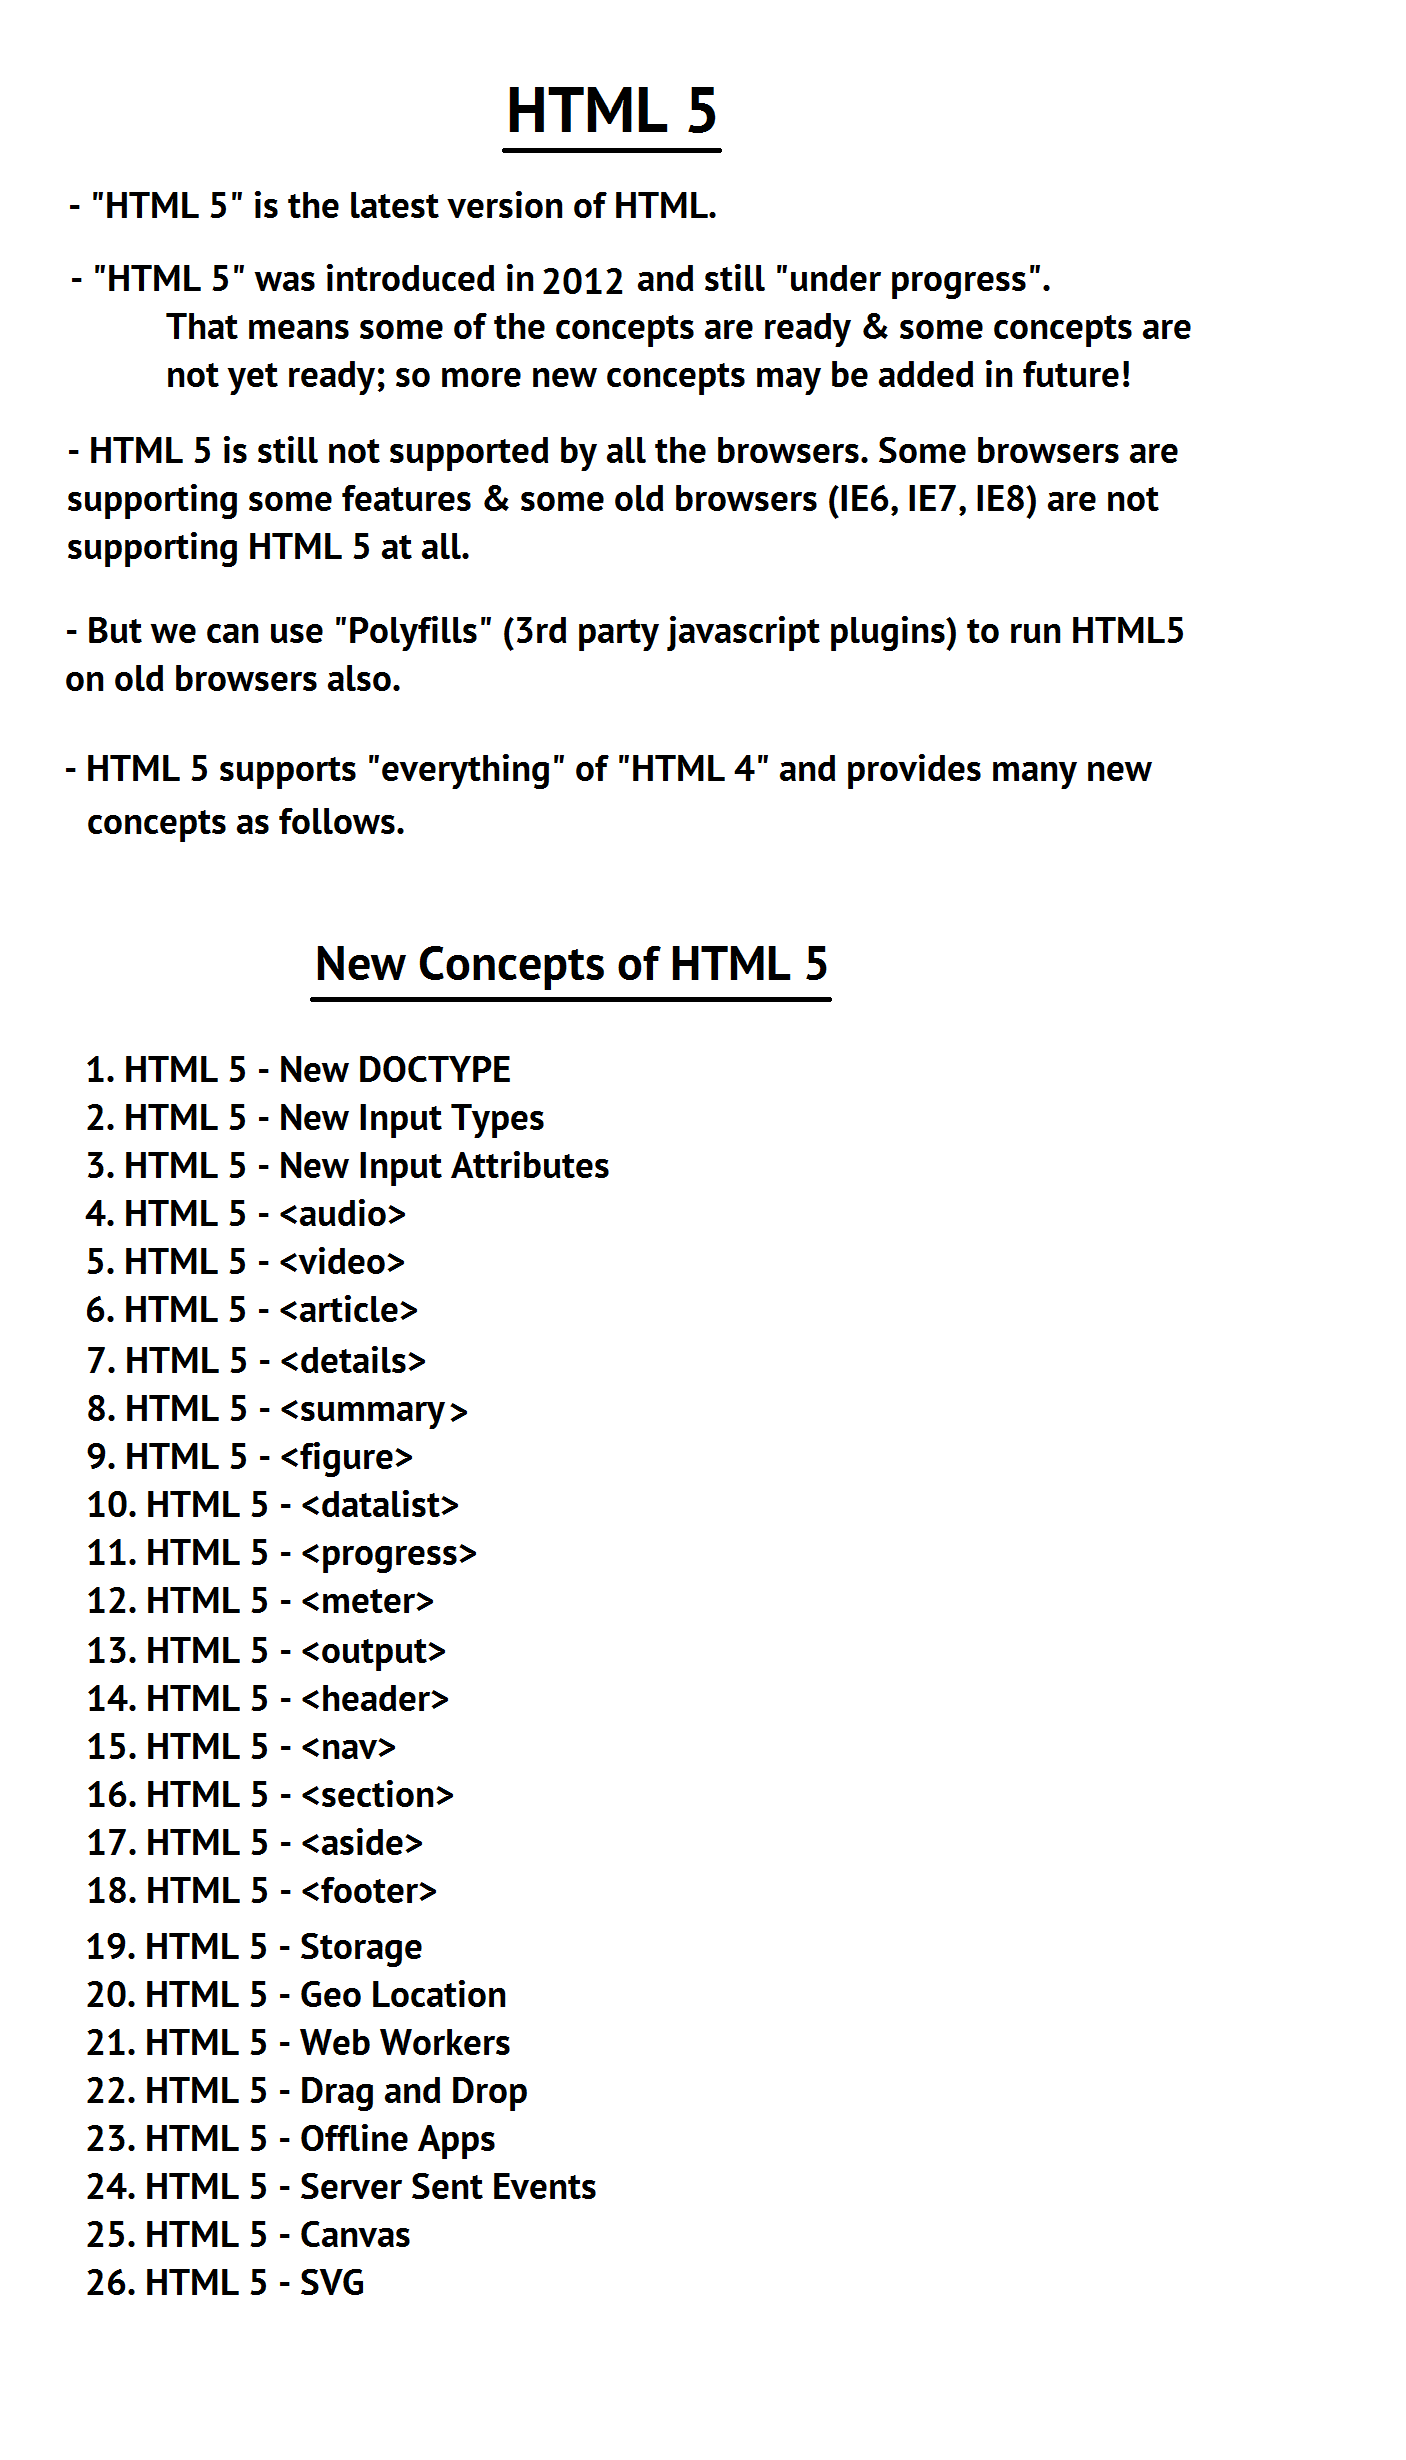 HTML 5
- "HTML 5" is the latest version of HTML.
- "HTML 5" was introduced in 2012 and still "under progress".
That means some of the concepts are ready & some concepts are
not yet ready; so more new concepts may be added in future!
- HTML 5 is still not supported by all the browsers. Some browsers are
supporting some features & some old browsers (IE6, IE7, IE8) are not
supporting HTML 5 at all.
- But we can use "Polyfills" (3rd party javascript plugins) to run HTML5
on old browsers also.
- HTML 5 supports "everything" of "HTML 4" and provides many new
concepts as follows.
New Concepts of HTML 5
1. HTML 5 - New DOCTYPE
2. HTML 5 - New Input Types
3. HTML 5 - New Input Attributes
4. HTML 5 - <audio>
5. HTML 5 - <video>
6. HTML 5 - <article>
7. HTML 5 - <details>
8. HTML 5 - <summary>
9. HTML 5 - <figure>
10. HTML 5 - <datalist>
11. HTML 5 - <progress>
12. HTML 5 - <meter>
13. HTML 5 - <output>
14. HTML 5 - <header>
15. HTML 5 - <nav>
16. HTML 5 - <section>
17. HTML 5 - <aside>
18. HTML 5 - <footer>
19. HTML 5 - Storage
20. HTML 5 - Geo Location
21. HTML 5 - Web Workers
22. HTML 5 - Drag and Drop
23. HTML 5 - Offline Apps
24. HTML 5 - Server Sent Events
25. HTML 5 - Canvas
26. HTML 5 - SVG